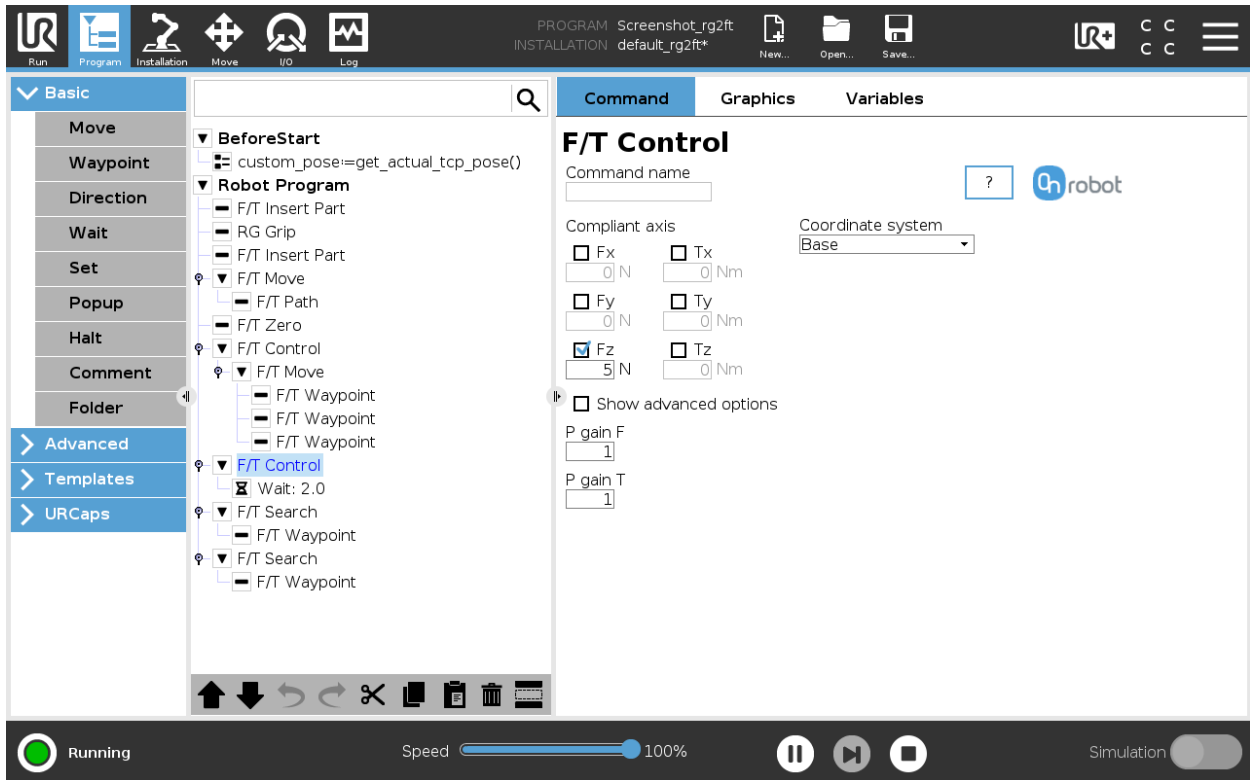 PROGRAM Screenshot_rg2ft
INSTALLATION default_rg2ft*
Run Program Installation Move I/O Log New... Open... Save...
UR+
C C
C C
Basic
Move
Waypoint
Direction
Wait
Set
Popup
Halt
Comment
Folder
Advanced
Templates
URCaps
BeforeStart
custom_pose:=get_actual_tcp_pose()
Robot Program
F/T Insert Part
RG Grip
F/T Insert Part
F/T Move
F/T Path
F/T Zero
F/T Control
F/T Move
F/T Waypoint
F/T Waypoint
F/T Waypoint
F/T Control
Wait: 2.0
F/T Search
F/T Waypoint
F/T Search
F/T Waypoint
Command Graphics Variables
F/T Control
Command name
?
On robot
Compliant axis
Coordinate system
Base
Fx Tx
0 N 0 Nm
Fy Ty
0 N 0 Nm
Fz Tz
5 N 0 Nm
Show advanced options
P gain F
1
P gain T
1
Running
Speed 100%
Simulation